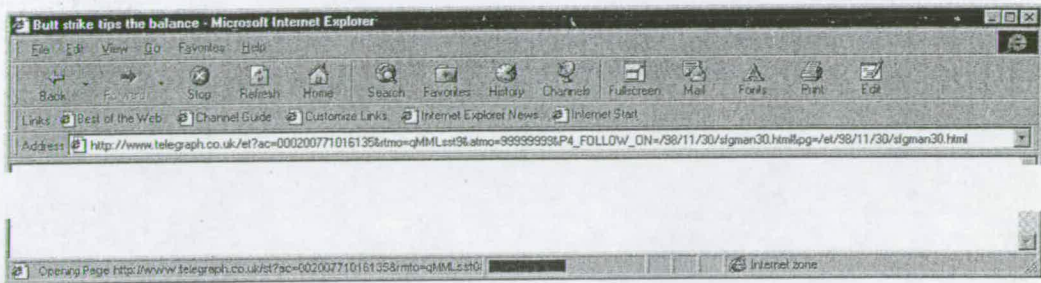 Butt strike tips the balance - Microsoft Internet Explorer
File Edit View Go Favorites Help
Back Forward Stop Refresh Home Search Favorites History Channels Fullscreen Mail Fonts Print Edit
Links Best of the Web Channel Guide Customize Links Internet Explorer News Internet Start
Address http://www.telegraph.co.uk/et?ac=000200771016135&rtmo=qMMLsst9&atmo=99999999&P4_FOLLOW_ON=/98/11/30/sfgman30.html&pg=/et/98/11/30/sfgman30.html
Opening Page http://www.telegraph.co.uk/et?ac=00200771016135&rmto=qMMLsst0 Internet zone